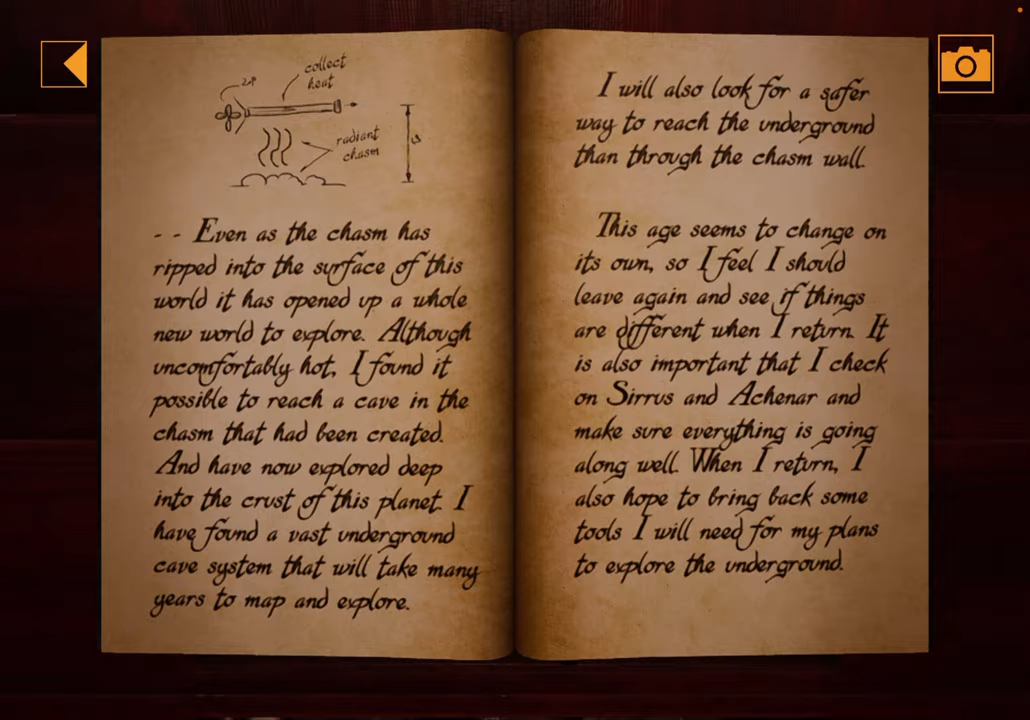 collect
heat
radiant
chasm
- - Even as the chasm has
ripped into the surface of this
world it has opened up a whole
new world to explore. Although
uncomfortably hot, I found it
possible to reach a cave in the
chasm that had been created.
And have now explored deep
into the crust of this planet. I
have found a vast underground
cave system that will take many
years to map and explore.
I will also look for a safer
way to reach the underground
than through the chasm wall.
This age seems to change on
its own, so I feel I should
leave again and see if things
are different when I return. It
is also important that I check
on Sirrus and Achenar and
make sure everything is going
along well. When I return, I
also hope to bring back some
tools I will need for my plans
to explore the underground.